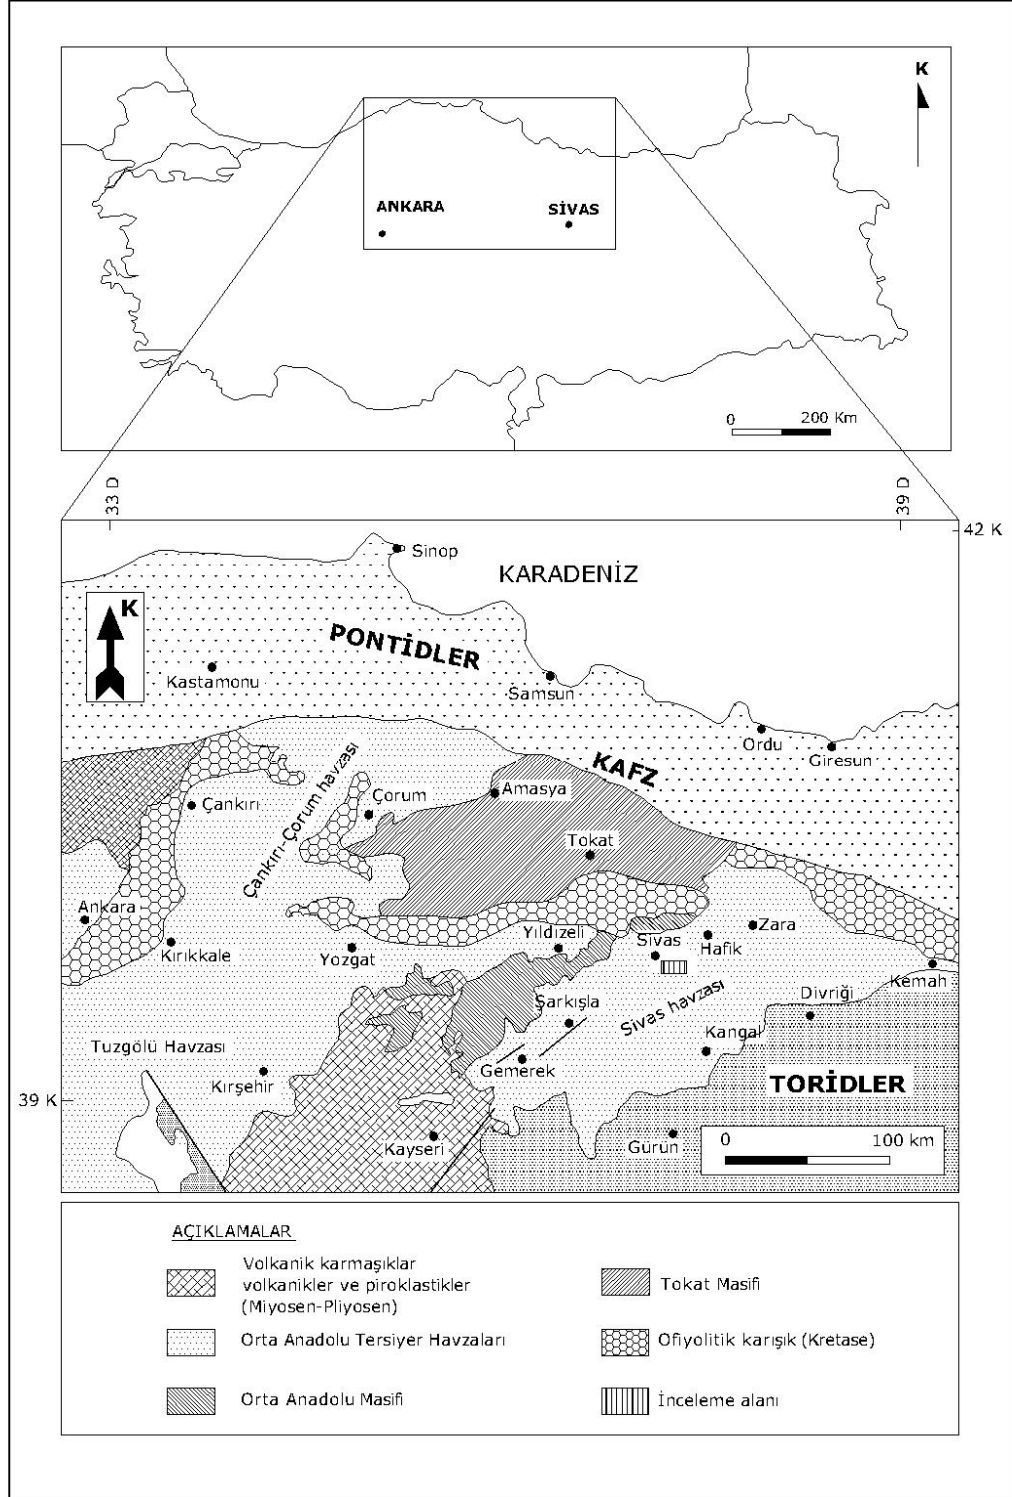 K
ANKARA
SİVAS
0 200 Km
33 D
39 D
42 K
Sinop
KARADENİZ
K
PONTİDLER
Kastamonu
Samsun
Ordu
Giresun
KAFZ
Çankırı-Çorum havzası
Çankırı
Çorum
Amasya
Tokat
Ankara
Kırıkkale
Yozgat
Yıldızeli
Sivas
Hafik
Zara
Kemah
Divriği
Şarkışla
Sivas havzası
Kangal
Tuzgölü Havzası
Kırşehir
Gemerek
TORİDLER
39 K
Kayseri
Gürün
0 100 km
AÇIKLAMALAR
Volkanik karmaşıklar
volkanikler ve piroklastikler
(Miyosen-Pliyosen)
Tokat Masifi
Orta Anadolu Tersiyer Havzaları
Ofiyolitik karışık (Kretase)
Orta Anadolu Masifi
İnceleme alanı